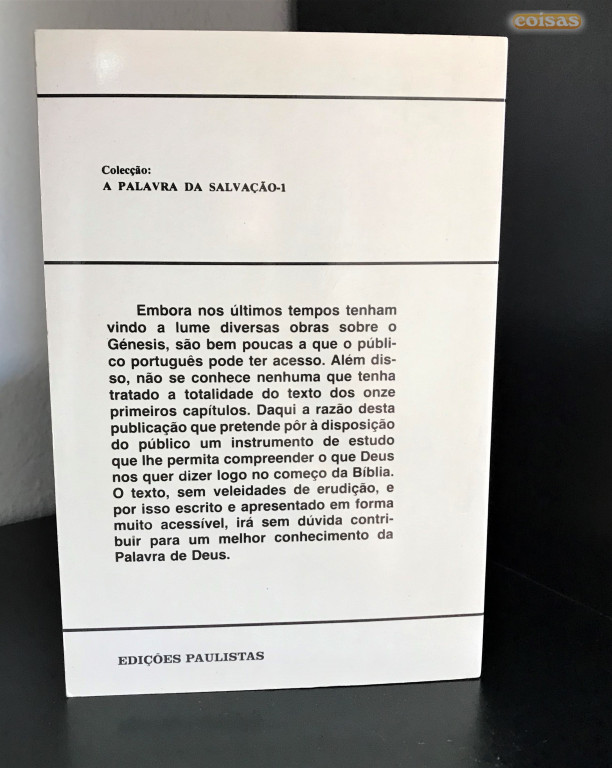 coisas
Colecção:
A PALAVRA DA SALVAÇÃO-1
Embora nos últimos tempos tenham
vindo a lume diversas obras sobre o
Génesis, são bem poucas a que o públi-
co português pode ter acesso. Além dis-
so, não se conhece nenhuma que tenha
tratado a totalidade do texto dos onze
primeiros capítulos. Daqui a razão desta
publicação que pretende pôr à disposição
do público um instrumento de estudo
que lhe permita compreender o que Deus
nos quer dizer logo no começo da Bíblia.
O texto, sem veleidades de erudição, e
por isso escrito e apresentado em forma
muito acessível, irá sem dúvida contri-
buir para um melhor conhecimento da
Palavra de Deus.
EDIÇÕES PAULISTAS